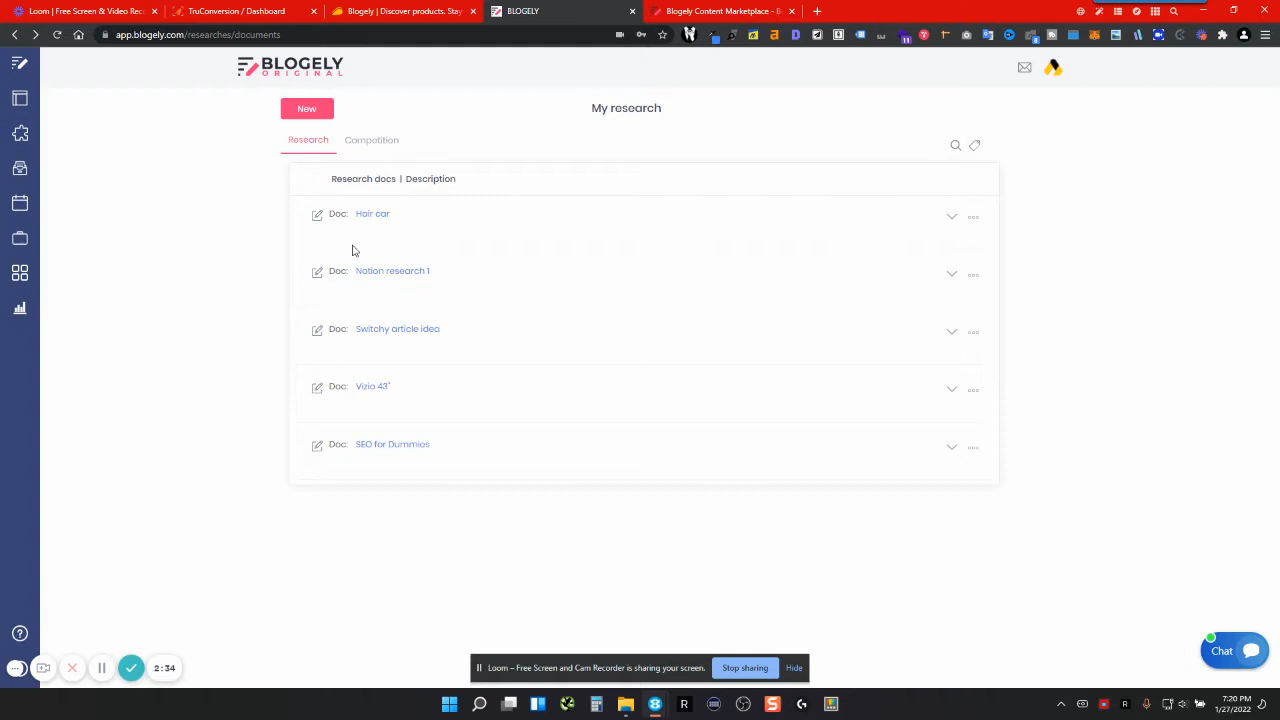 Loom | Free Screen & Video Rec
TruConversion / Dashboard
Blogely | Discover products. Stay
BLOGELY
Blogely Content Marketplace - B
app.blogely.com/researches/documents
BLOGELY
ORIGINAL
New
My research
Research
Compatition
Research docs | Description
Doc: Hair car
Doc: Notion research 1
Doc: Switchy article idea
Doc: Vizio 43"
Doc: SEO for Dummies
Chat
2:34
Loom – Free Screen and Cam Recorder is sharing your screen.
Stop sharing
Hide
7:20 PM
1/27/2022